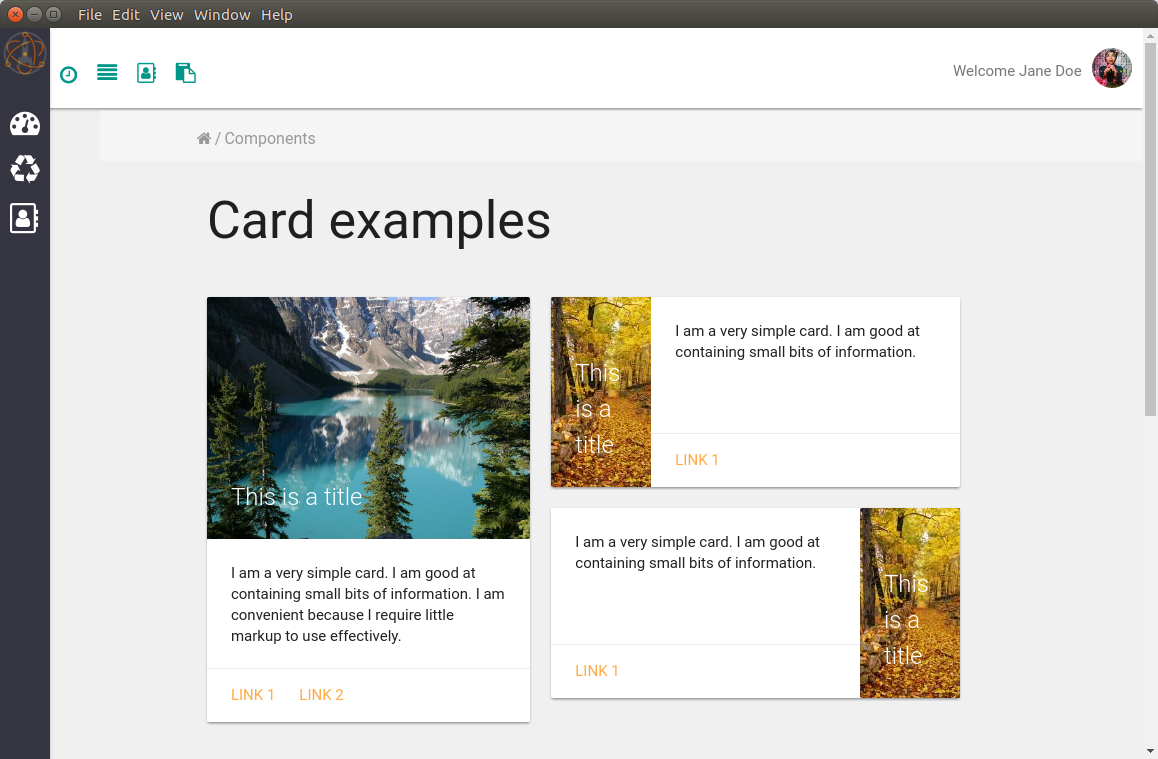 File Edit View Window Help
Welcome Jane Doe
/ Components
Card examples
This is a title
I am a very simple card. I am good at
containing small bits of information. I am
convenient because I require little
markup to use effectively.
LINK 1 LINK 2
This
is a
title
I am a very simple card. I am good at
containing small bits of information.
LINK 1
I am a very simple card. I am good at
containing small bits of information.
LINK 1
This
is a
title